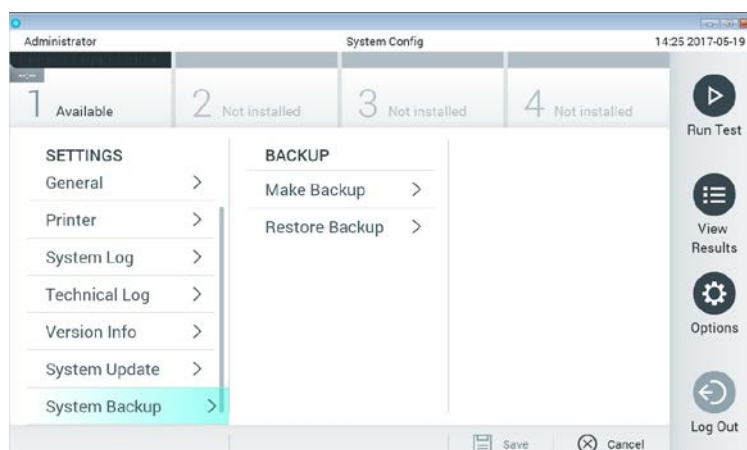 Administrator System Config 14:25 2017-05-19
--:--
1 Available 2 Not installed 3 Not installed 4 Not installed
Run Test
SETTINGS BACKUP
General Make Backup
Printer Restore Backup
View Results
System Log
Technical Log
Version Info
Options
System Update
System Backup
Log Out
Save Cancel